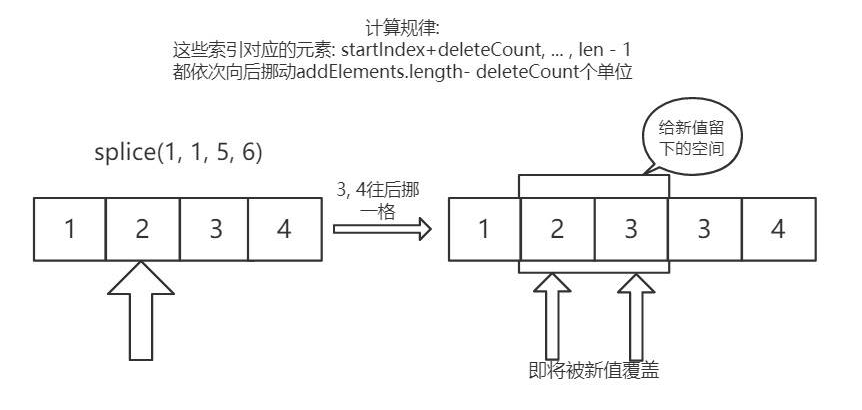 计算规律:
这些索引对应的元素: startIndex+deleteCount, ... , len - 1
都依次向后挪动addElements.length- deleteCount个单位
给新值留
下的空间
splice(1, 1, 5, 6)
3, 4往后挪
一格
1 2 3 4
1 2 3 3 4
即将被新值覆盖